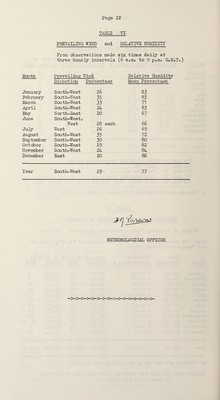 Page 22
TABLE VI
PREVAILING WIND and RELATIVE HUMIDITY
From observations made six times daily at
three hourly intervals (6 a.m. to 9 p.m. G.M.T.)
Month Prevailing Wind Relative Humidity
Direction Percentage Mean Percentage
January South-West 26 83
February South-West 35 83
March South-West 33 71
April South-West 24 83
May North-East 20 67
June South-West.
West 20 each 66
July West 26 69
August South-West 33 72
September South-West 30 80
October South-West 29 82
November South-West 24 84
December East 20 88
Year South-West 29 77
METEOROLOGICAL OFFICER